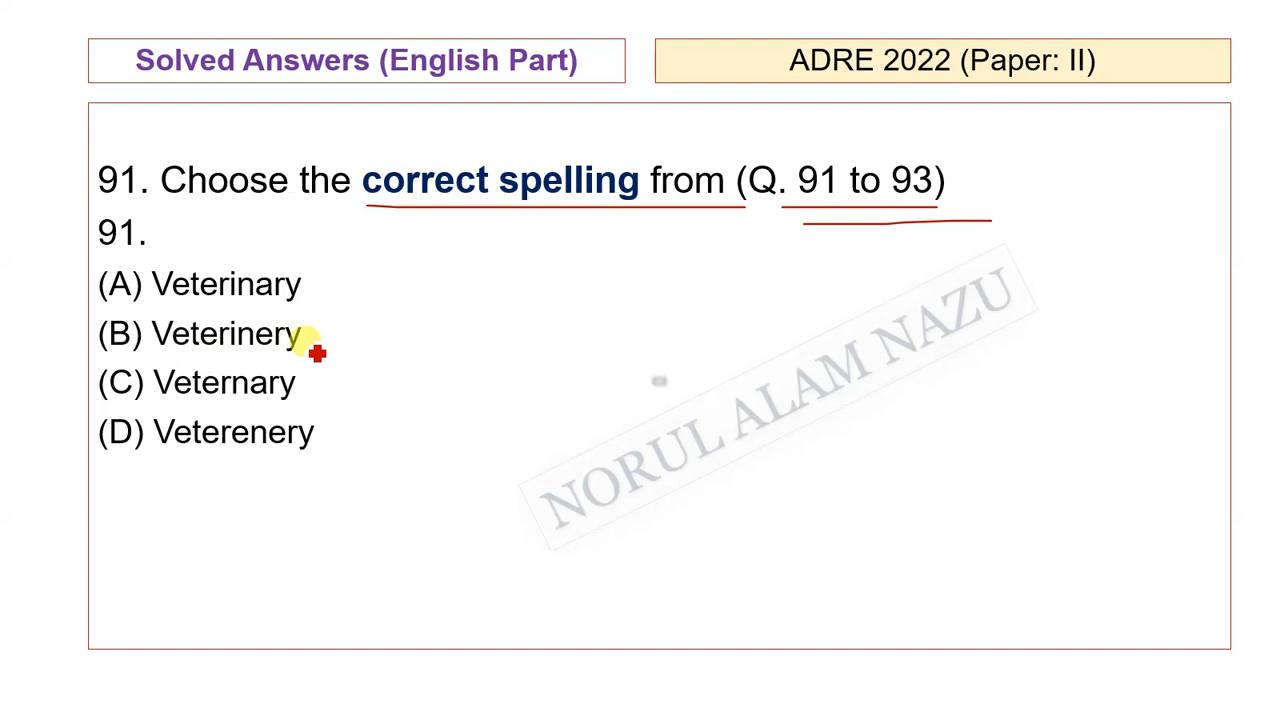 Solved Answers (English Part)
ADRE 2022 (Paper: II)
91. Choose the correct spelling from (Q. 91 to 93)
91.
(A) Veterinary
(B) Veterinery
(C) Veternary
(D) Veterenery
NORUL ALAM NAZU